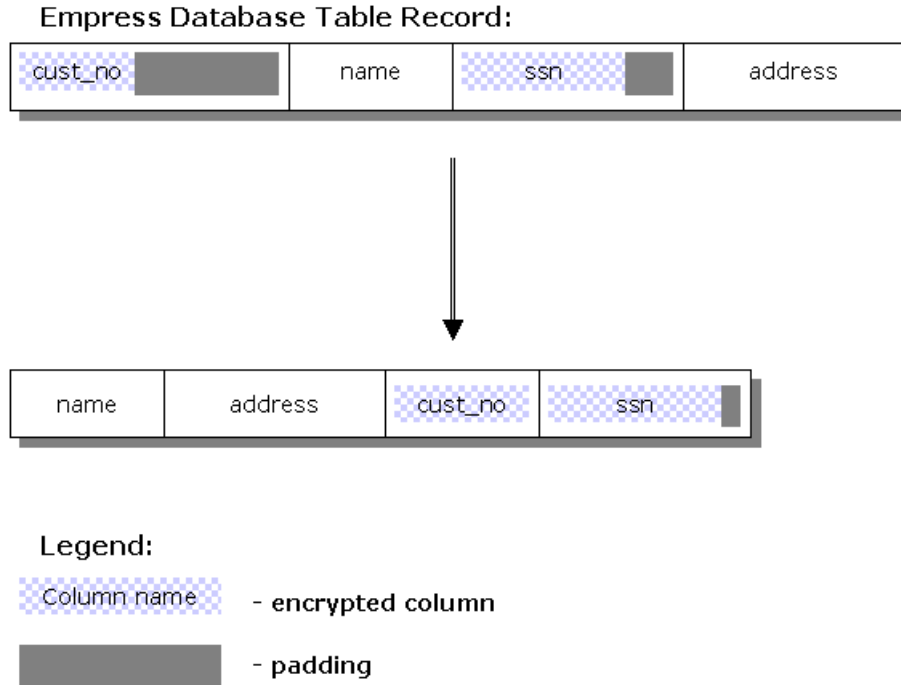 Empress Database Table Record:
cust_no name ssn address
name address cust_no ssn
Legend:
Column name - encrypted column
- padding